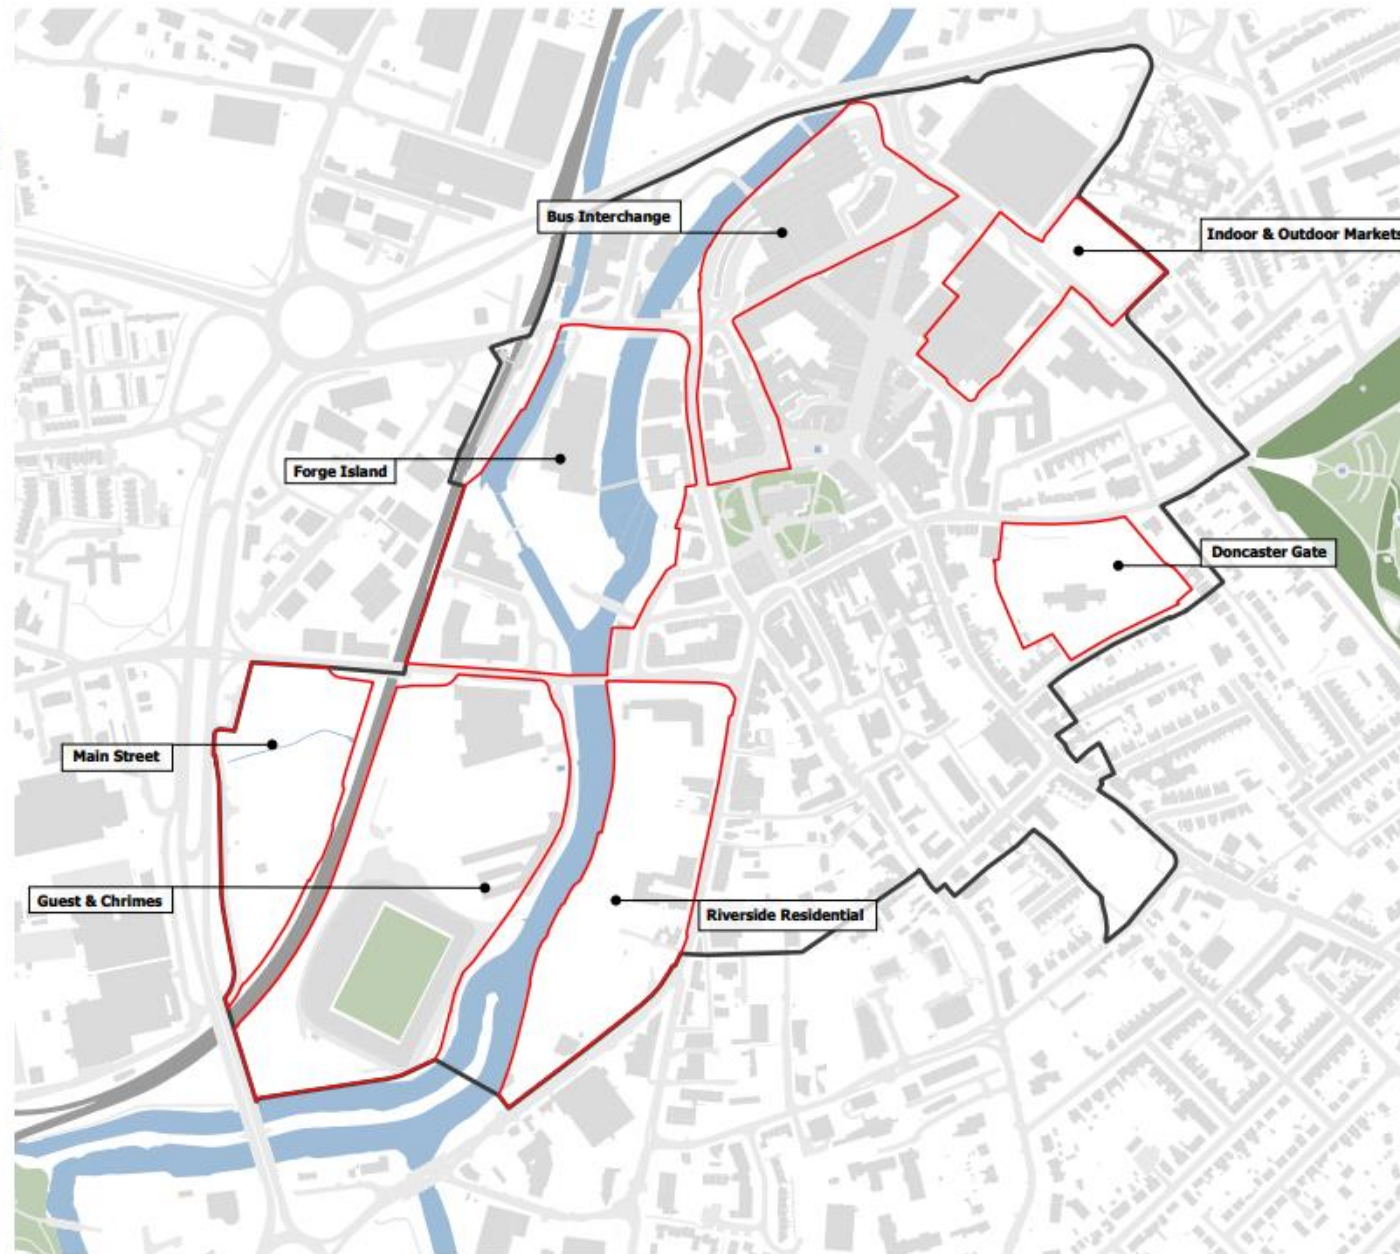 Bus Interchange
Indoor & Outdoor Markets
Forge Island
Doncaster Gate
Main Street
Guest & Chrimes
Riverside Residential